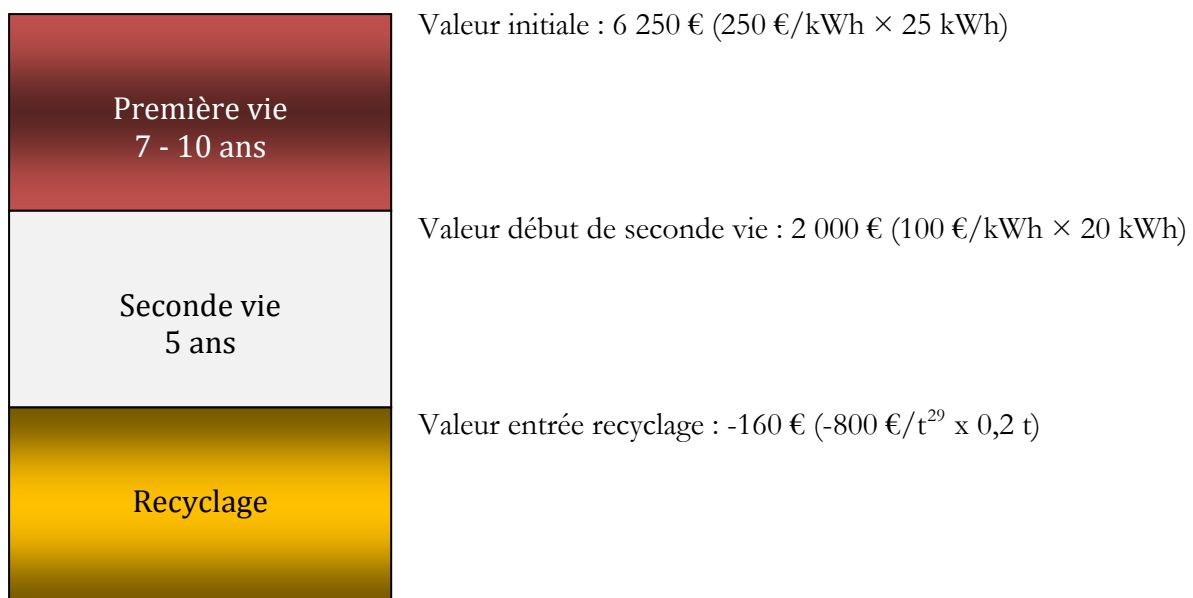 Valeur initiale : 6 250 € (250 €/kWh × 25 kWh)
Première vie
7 - 10 ans
Valeur début de seconde vie : 2 000 € (100 €/kWh × 20 kWh)
Seconde vie
5 ans
Valeur entrée recyclage : -160 € (-800 €/t²⁹ x 0,2 t)
Recyclage